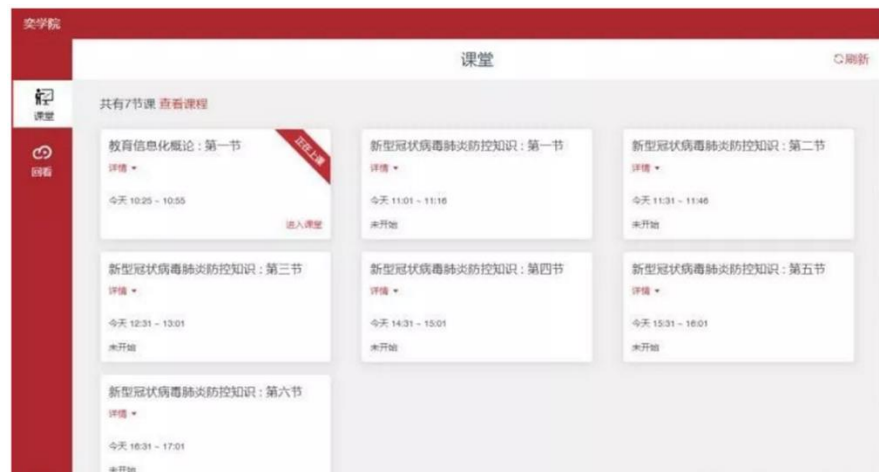 奕学院
课堂
刷新
课堂
回看
共有7节课 查看课程
教育信息化概论：第一节
正在上课
详情
今天 10:25 ~ 10:55
进入课堂
新型冠状病毒肺炎防控知识：第一节
详情
今天 11:01 ~ 11:16
未开始
新型冠状病毒肺炎防控知识：第二节
详情
今天 11:31 ~ 11:46
未开始
新型冠状病毒肺炎防控知识：第三节
详情
今天 12:31 ~ 13:01
未开始
新型冠状病毒肺炎防控知识：第四节
详情
今天 14:31 ~ 15:01
未开始
新型冠状病毒肺炎防控知识：第五节
详情
今天 15:31 ~ 16:01
未开始
新型冠状病毒肺炎防控知识：第六节
详情
今天 16:31 ~ 17:01
未开始